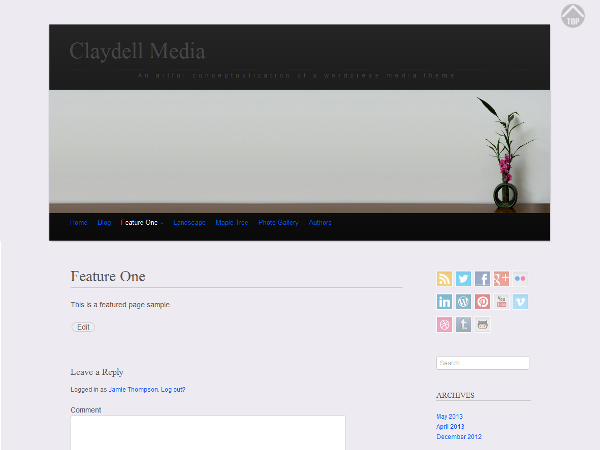 TOP
Claydell Media
An artful conceptualization of a wordpress media theme
Home Blog Feature One Landscape Maple Tree Photo Gallery Authors
Feature One
This is a featured page sample.
Edit
Leave a Reply
Logged in as Jamie Thompson. Log out?
Comment
Search
ARCHIVES
May 2013
April 2013
December 2012